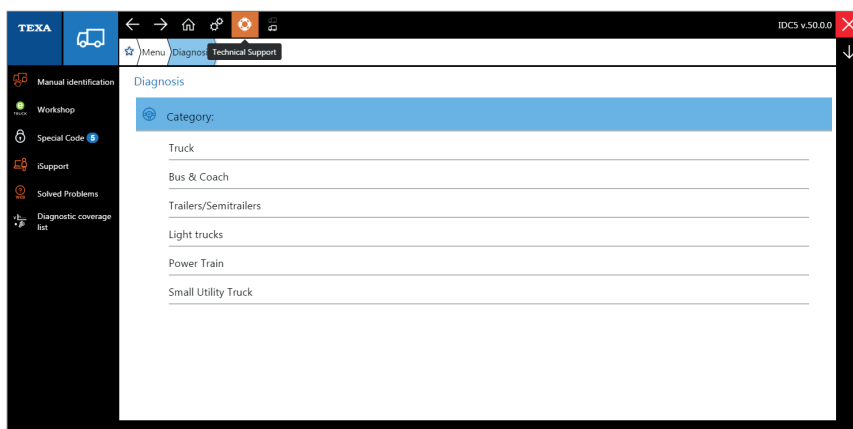 TEXA
IDC5 v.50.0.0
Menu
Diagnosi
Technical Support
Manual identification
Workshop
Special Code 5
iSupport
Solved Problems
Diagnostic coverage
list
Diagnosis
Category:
Truck
Bus & Coach
Trailers/Semitrailers
Light trucks
Power Train
Small Utility Truck